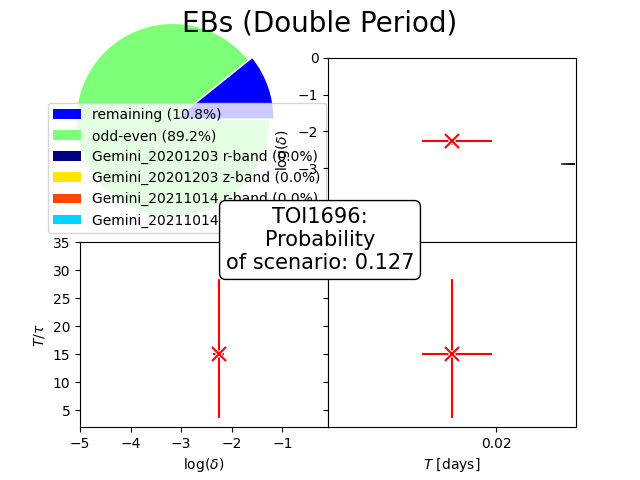 EBs (Double Period)
remaining (10.8%)
odd-even (89.2%)
Gemini_20201203 r-band (0.0%)
Gemini_20201203 z-band (0.0%)
Gemini_20211014 r-band (0.0%)
Gemini_20211014
0
−1
−2
−3
log(δ)
TOI1696:
Probability
of scenario: 0.127
35
30
25
20
15
10
5
T/τ
−5 −4 −3 −2 −1
log(δ)
0.02
T [days]